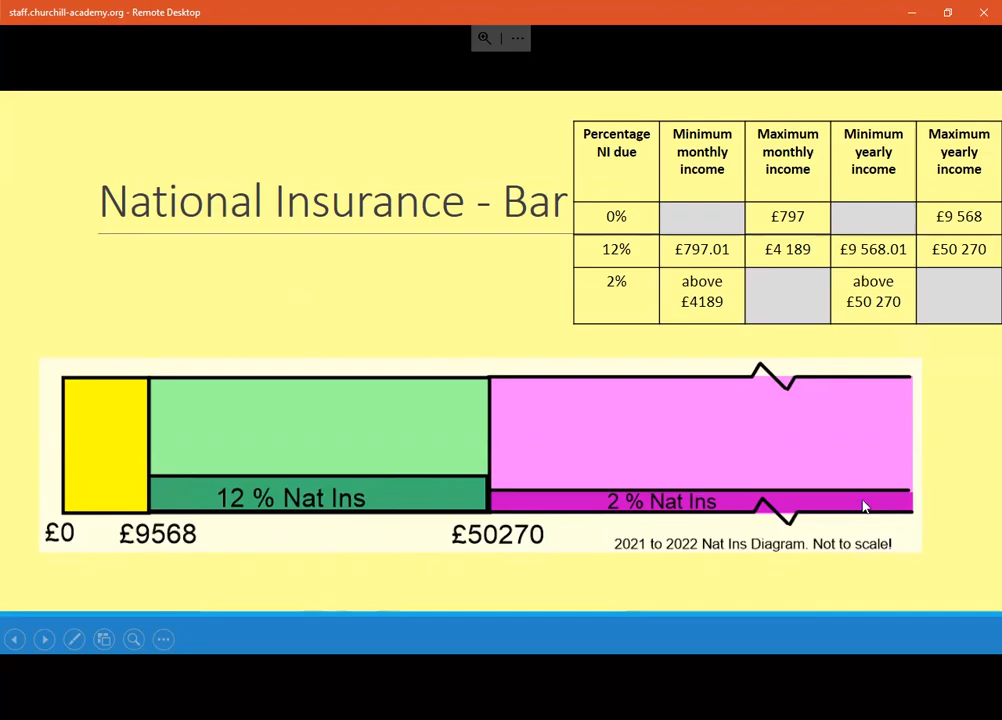 staff.churchill-academy.org - Remote Desktop
National Insurance - Bar
Percentage NI due Minimum monthly income Maximum monthly income Minimum yearly income Maximum yearly income
0% £797 £9 568
12% £797.01 £4 189 £9 568.01 £50 270
2% above £4189 above £50 270
12 % Nat Ins
2 % Nat Ins
£0 £9568 £50270
2021 to 2022 Nat Ins Diagram. Not to scale!